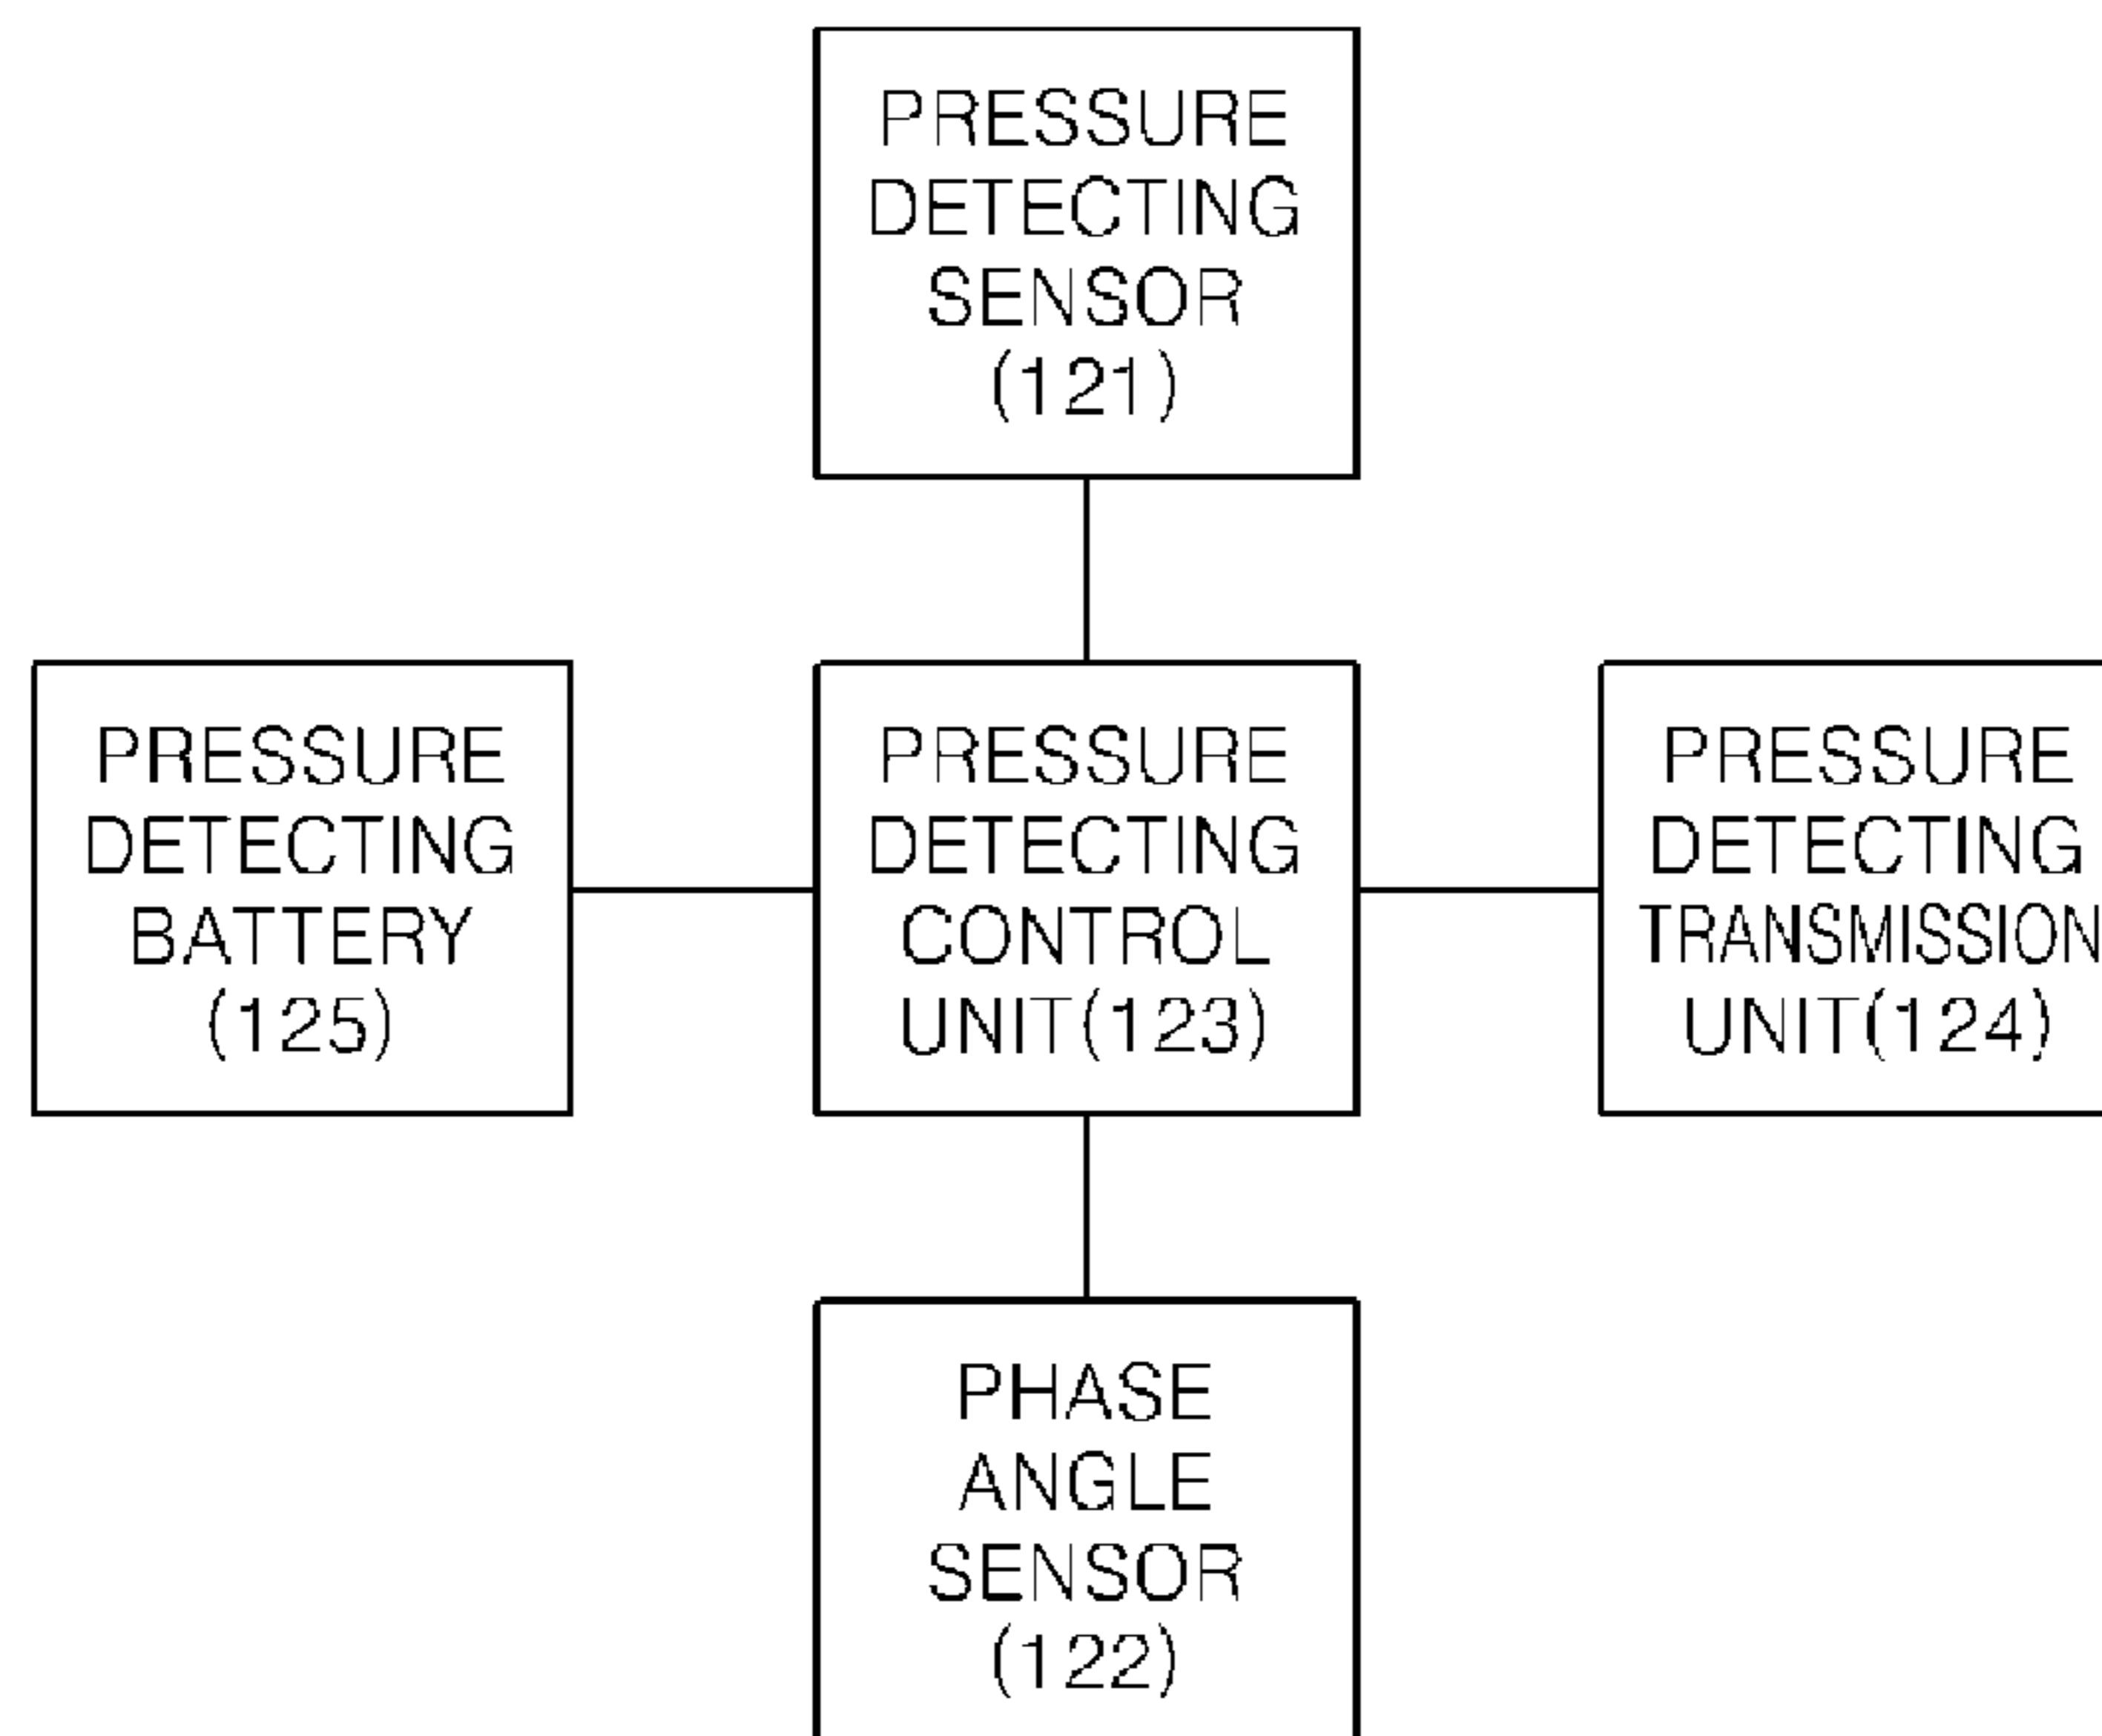 PRESSURE
DETECTING
SENSOR
(121)
PRESSURE
DETECTING
BATTERY
(125)
PRESSURE
DETECTING
CONTROL
UNIT(123)
PRESSURE
DETECTING
TRANSMISSION
UNIT(124)
PHASE
ANGLE
SENSOR
(122)